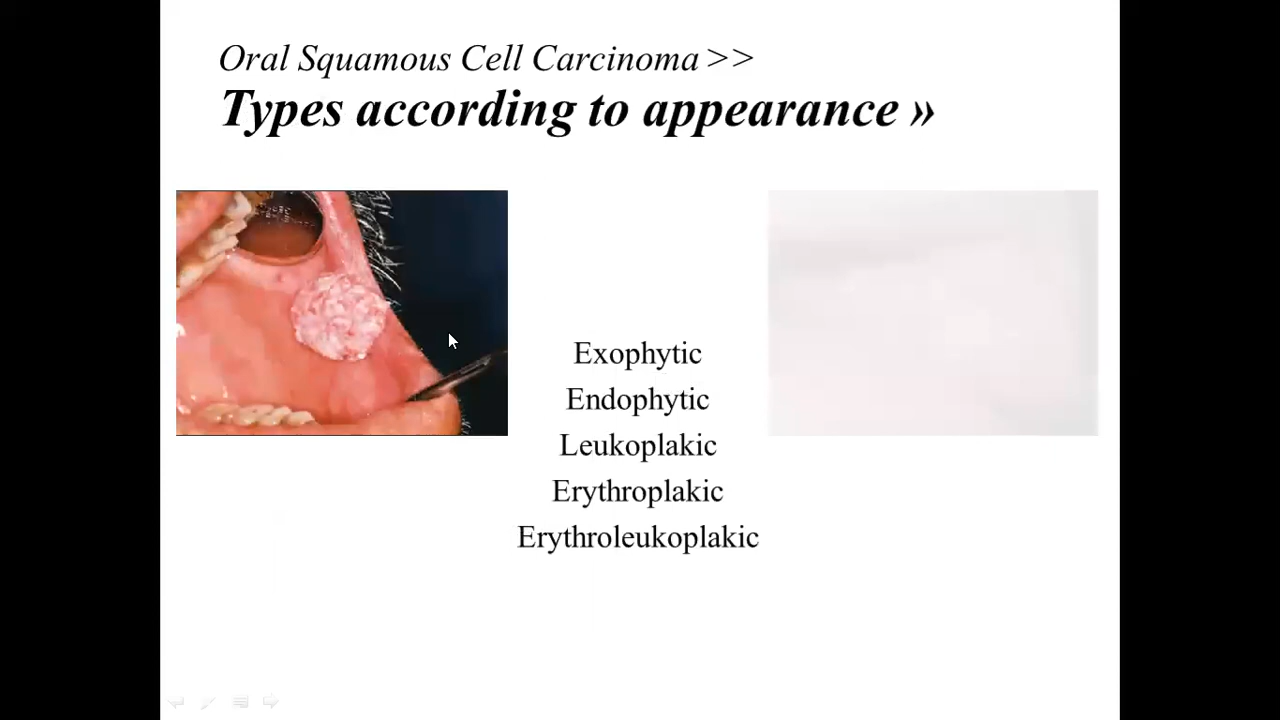 Oral Squamous Cell Carcinoma >>
Types according to appearance »
Exophytic
Endophytic
Leukoplakic
Erythroplakic
Erythroleukoplakic